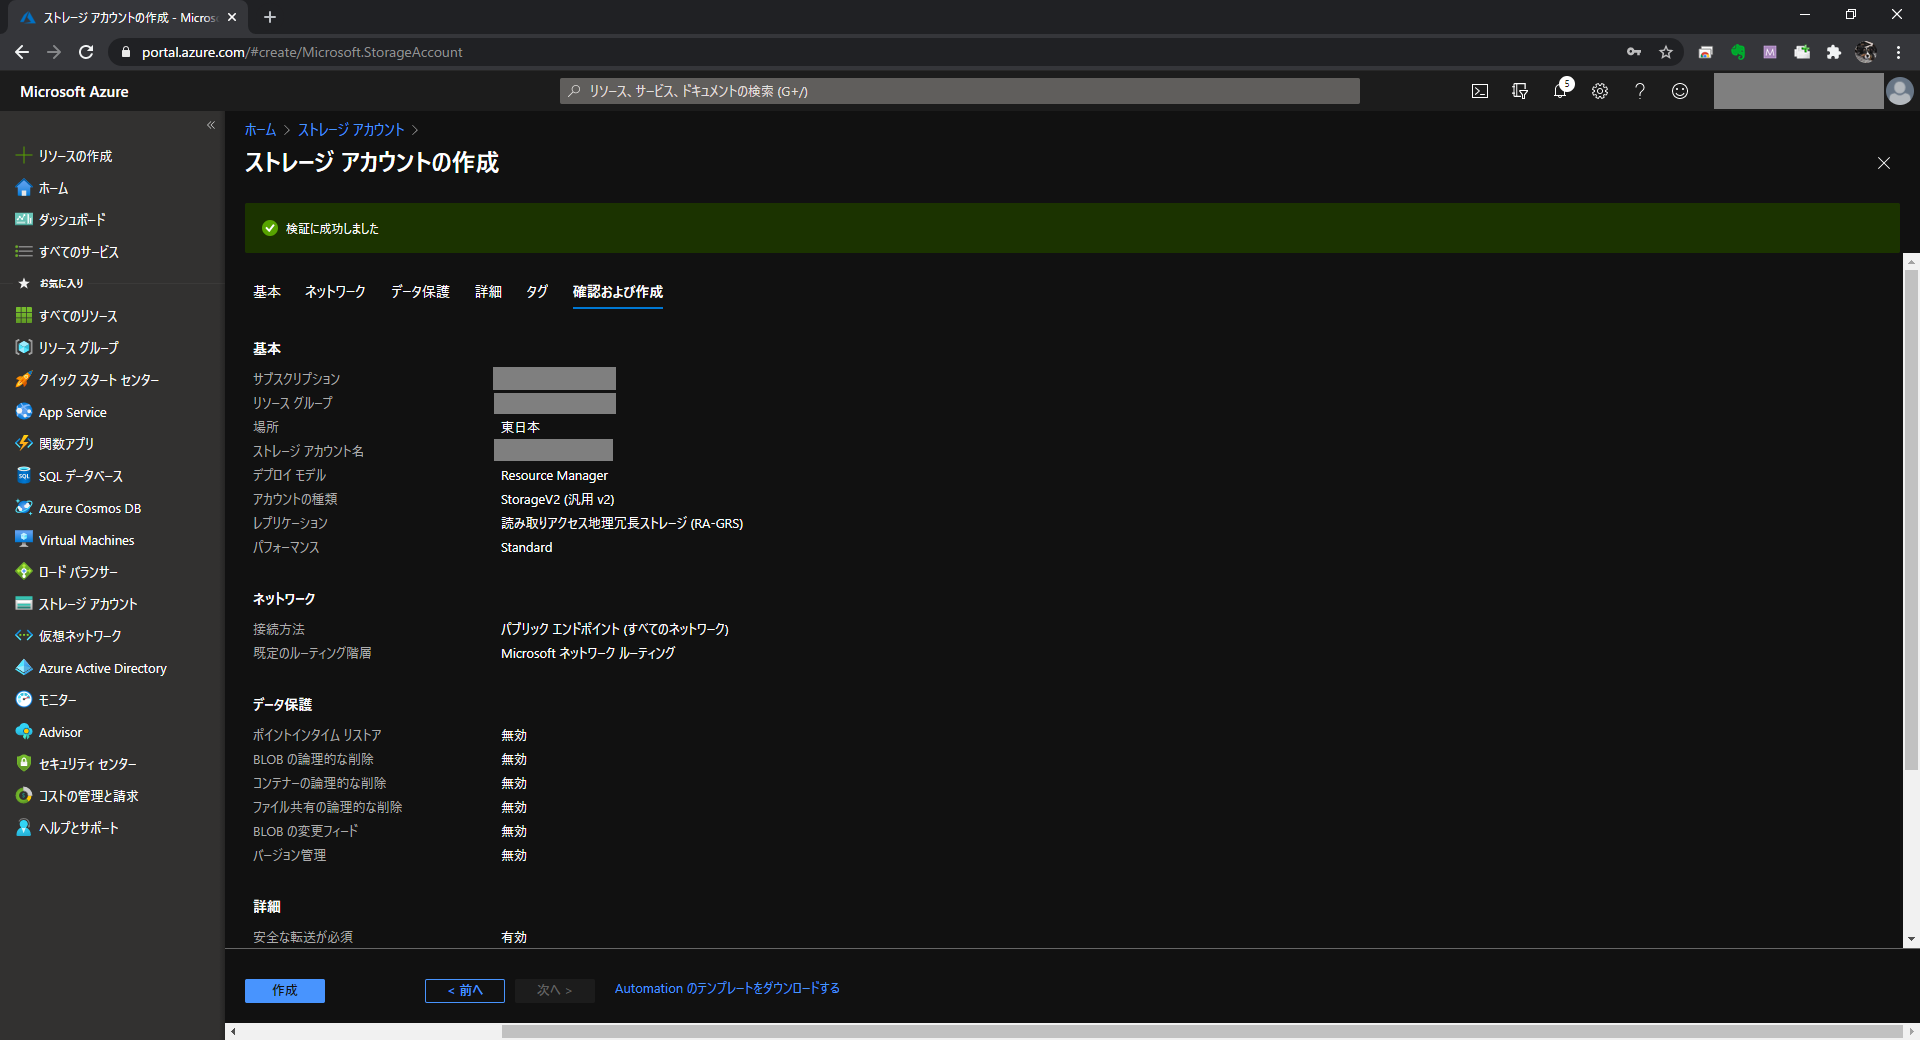 ストレージ アカウントの作成 - Micros
portal.azure.com/#create/Microsoft.StorageAccount
Microsoft Azure
リソース、サービス、ドキュメントの検索 (G+/)
5
リソースの作成
ホーム
ダッシュボード
すべてのサービス
お気に入り
すべてのリソース
リソース グループ
クイック スタート センター
App Service
関数アプリ
SQL データベース
Azure Cosmos DB
Virtual Machines
ロード バランサー
ストレージ アカウント
仮想ネットワーク
Azure Active Directory
モニター
Advisor
セキュリティ センター
コストの管理と請求
ヘルプとサポート
ホーム > ストレージ アカウント >
ストレージ アカウントの作成
検証に成功しました
基本 ネットワーク データ保護 詳細 タグ 確認および作成
基本
サブスクリプション
リソース グループ
場所 東日本
ストレージ アカウント名
デプロイ モデル Resource Manager
アカウントの種類 StorageV2 (汎用 v2)
レプリケーション 読み取りアクセス地理冗長ストレージ (RA-GRS)
パフォーマンス Standard
ネットワーク
接続方法 パブリック エンドポイント (すべてのネットワーク)
既定のルーティング階層 Microsoft ネットワーク ルーティング
データ保護
ポイントインタイム リストア 無効
BLOB の論理的な削除 無効
コンテナーの論理的な削除 無効
ファイル共有の論理的な削除 無効
BLOB の変更フィード 無効
バージョン管理 無効
詳細
安全な転送が必須 有効
作成 < 前へ 次へ > Automation のテンプレートをダウンロードする